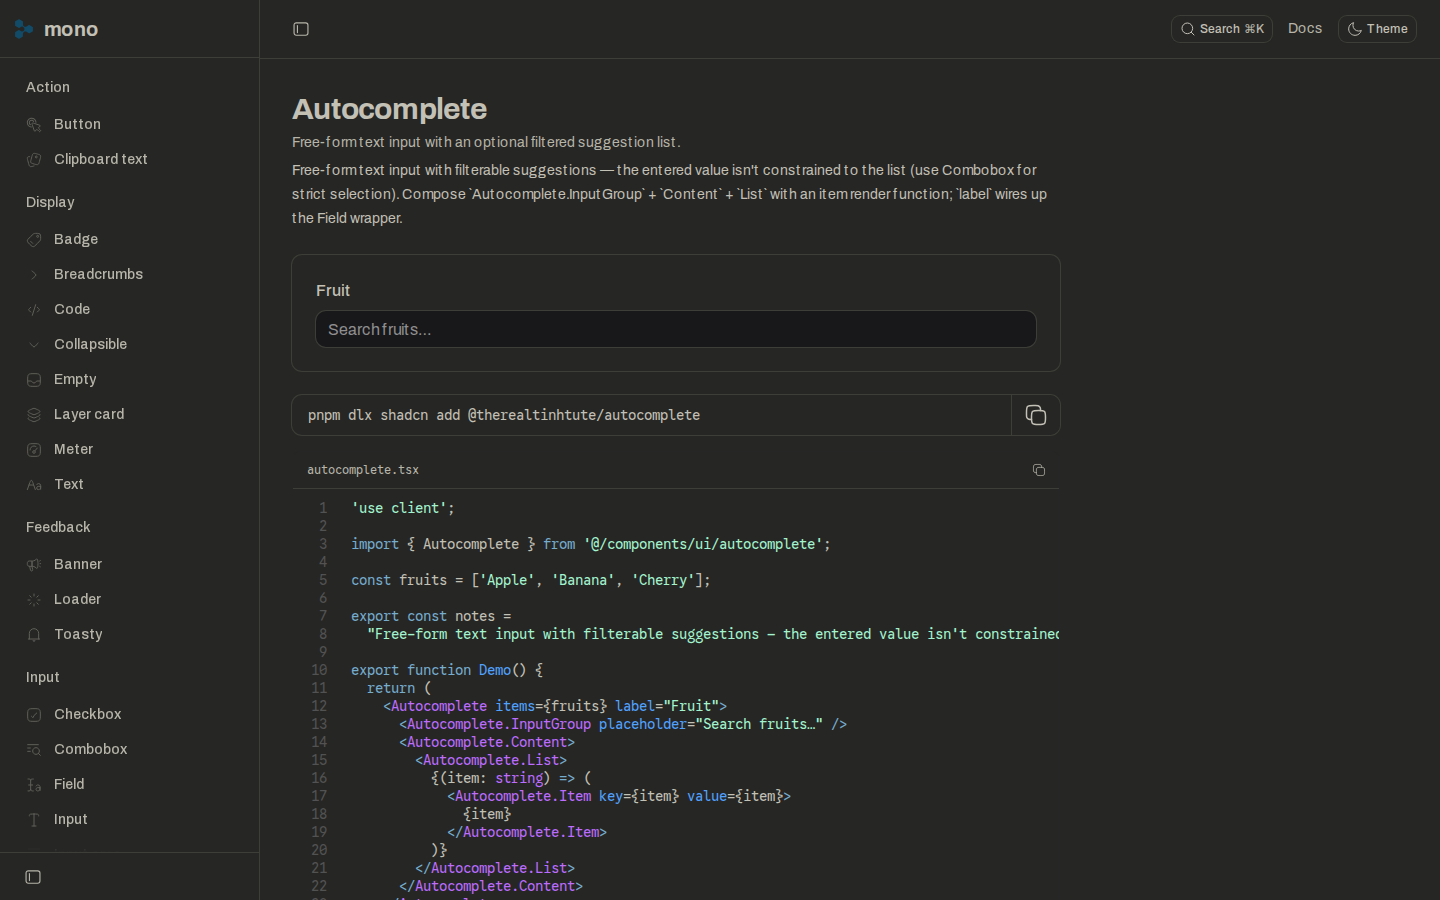 mono
Search ⌘K
Docs
Theme
Action
Button
Clipboard text
Display
Badge
Breadcrumbs
Code
Collapsible
Empty
Layer card
Meter
Text
Feedback
Banner
Loader
Toasty
Input
Checkbox
Combobox
Field
Input
Autocomplete
Free-form text input with an optional filtered suggestion list.
Free-form text input with filterable suggestions — the entered value isn't constrained to the list (use Combobox for
strict selection). Compose `Autocomplete.InputGroup` + `Content` + `List` with an item render function; `label` wires up
the Field wrapper.
Fruit
Search fruits...
pnpm dlx shadcn add @therealtinhtute/autocomplete
autocomplete.tsx
1 'use client';
2
3 import { Autocomplete } from '@/components/ui/autocomplete';
4
5 const fruits = ['Apple', 'Banana', 'Cherry'];
6
7 export const notes =
8 "Free-form text input with filterable suggestions — the entered value isn't constrained
9
10 export function Demo() {
11 return (
12 <Autocomplete items={fruits} label="Fruit">
13 <Autocomplete.InputGroup placeholder="Search fruits…" />
14 <Autocomplete.Content>
15 <Autocomplete.List>
16 {(item: string) => (
17 <Autocomplete.Item key={item} value={item}>
18 {item}
19 </Autocomplete.Item>
20 )}
21 </Autocomplete.List>
22 </Autocomplete.Content>